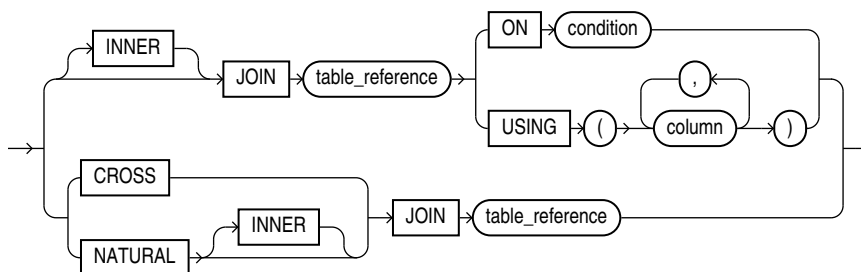 INNER JOIN table_reference ON condition
USING ( column , )
CROSS JOIN table_reference
NATURAL INNER